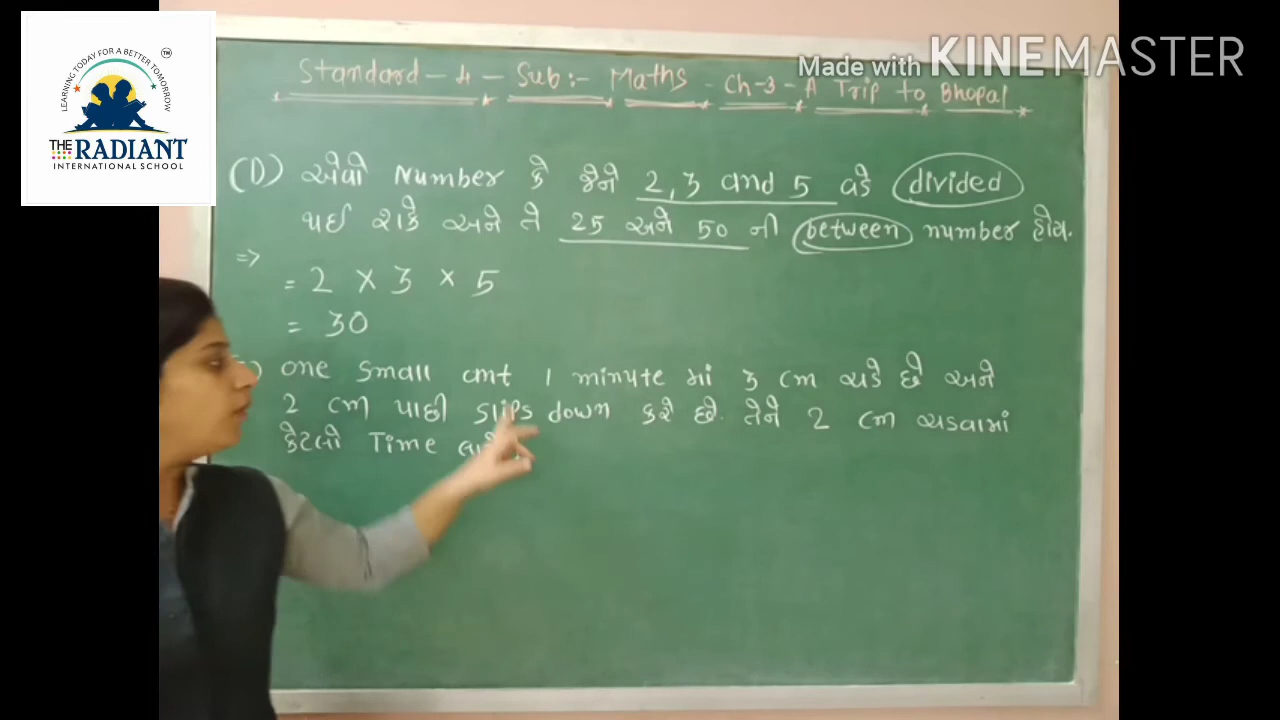 LEARNING TODAY FOR A BETTER TOMORROW
TM
THE RADIANT
INTERNATIONAL SCHOOL
Made with KINEMASTER
Standard - 4 - Sub:- Maths - Ch-3 - A Trip to Bhopal
(D) એવો Number કે જેને 2, 3 and 5 વડે divided
થઈ શકે અને તે 25 અને 50 ની between number હોય.
=>
= 2 × 3 × 5
= 30
) one small ant 1 minute માં 3 cm ચડે છે અને
2 cm પાછી slips down કરે છે. તેને 2 cm ચડવામાં
કેટલો Time